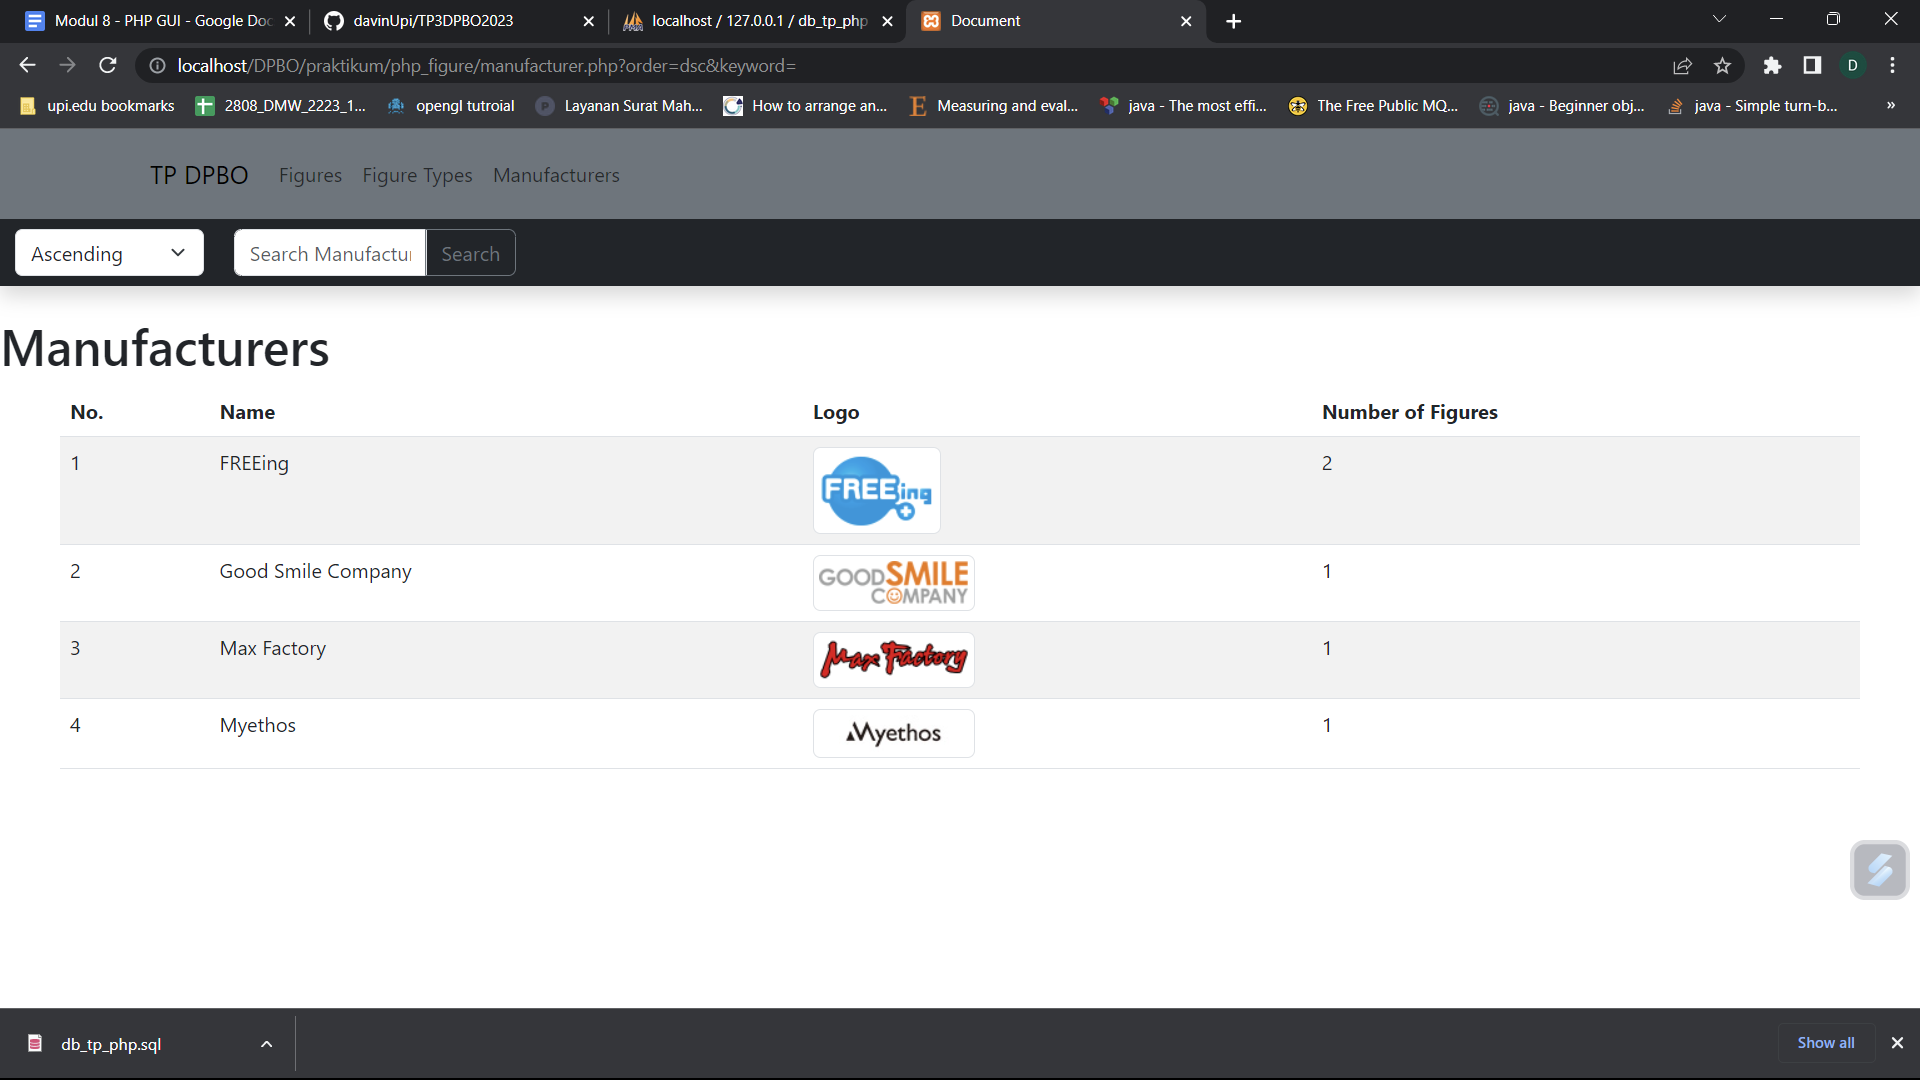 Modul 8 - PHP GUI - Google Doc
davinUpi/TP3DPBO2023
localhost / 127.0.0.1 / db_tp_php
Document
localhost/DPBO/praktikum/php_figure/manufacturer.php?order=dsc&keyword=
D
upi.edu bookmarks
2808_DMW_2223_1...
opengl tutroial
Layanan Surat Mah...
How to arrange an...
Measuring and eval...
java - The most effi...
The Free Public MQ...
java - Beginner obj...
java - Simple turn-b...
»
TP DPBO
Figures
Figure Types
Manufacturers
Ascending
Search Manufactu
Search
Manufacturers
No. Name Logo Number of Figures
1 FREEing FREEing 2
2 Good Smile Company GOODSMILE COMPANY 1
3 Max Factory Max Factory 1
4 Myethos Myethos 1
db_tp_php.sql
Show all